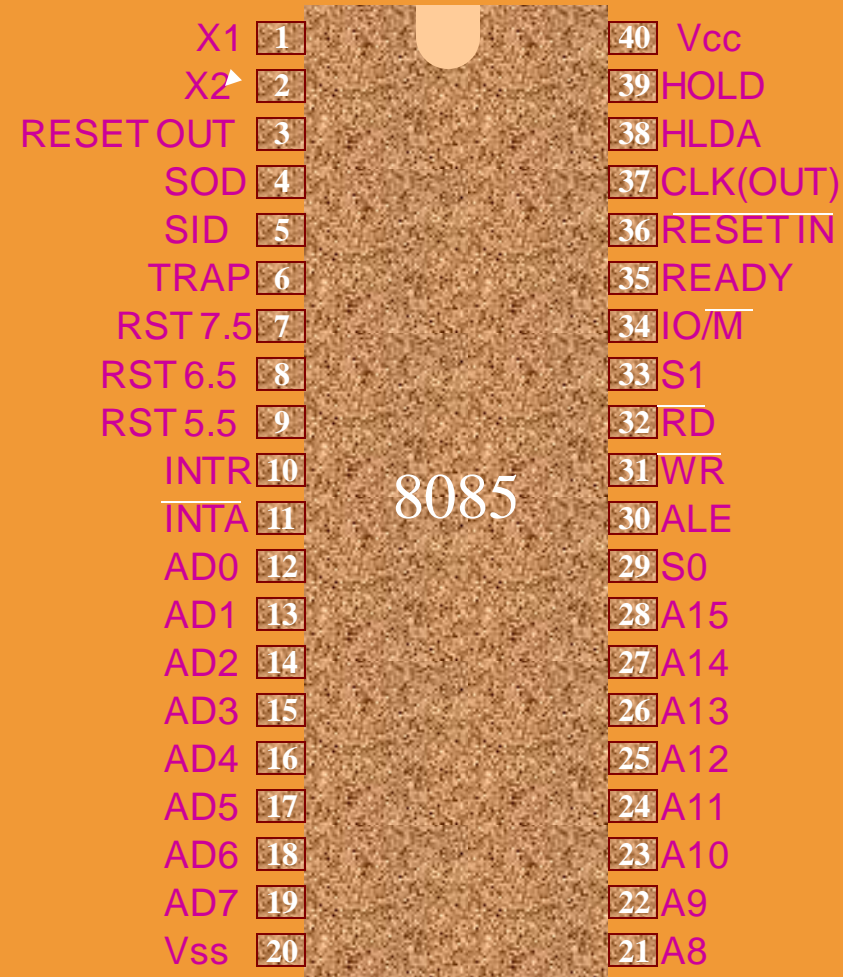 X1 1 40 Vcc
X2 2 39 HOLD
RESET OUT 3 38 HLDA
SOD 4 37 CLK(OUT)
SID 5 36 RESET IN
TRAP 6 35 READY
RST 7.5 7 34 IO/M
RST 6.5 8 33 S1
RST 5.5 9 32 RD
INTR 10 31 WR
8085
INTA 11 30 ALE
AD0 12 29 S0
AD1 13 28 A15
AD2 14 27 A14
AD3 15 26 A13
AD4 16 25 A12
AD5 17 24 A11
AD6 18 23 A10
AD7 19 22 A9
Vss 20 21 A8